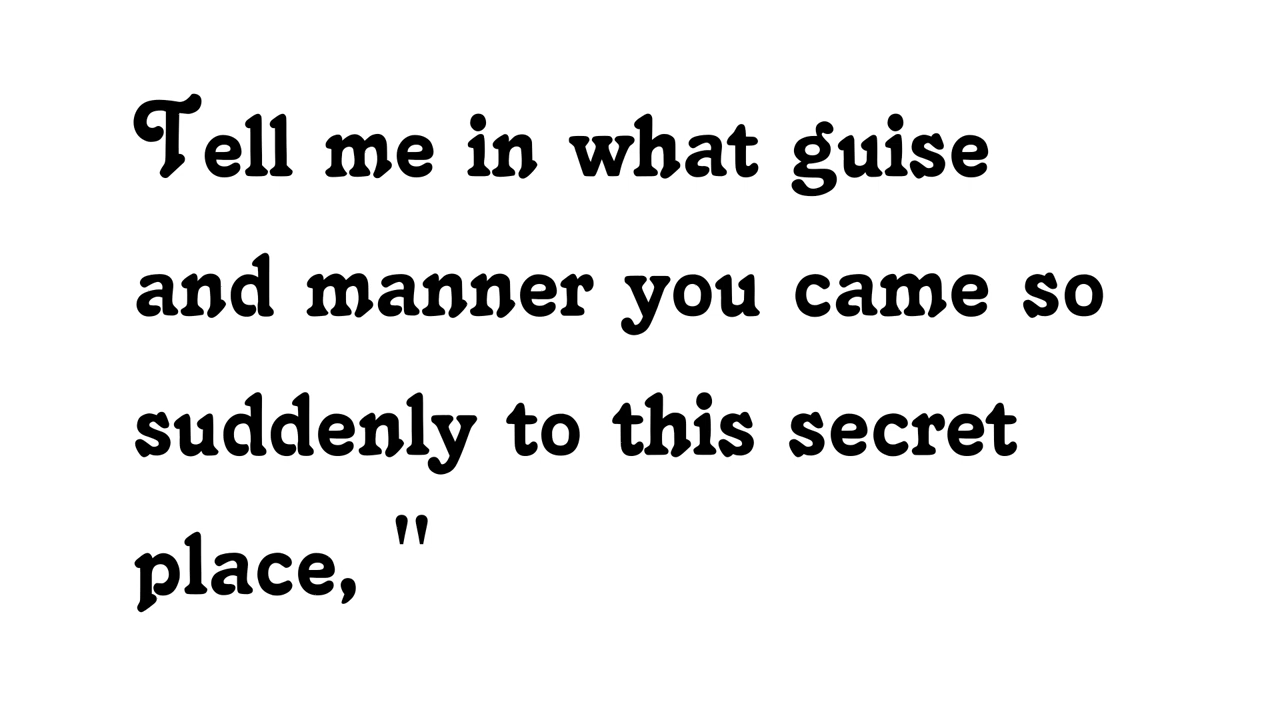 Tell me in what guise
and manner you came so
suddenly to this secret
place, "